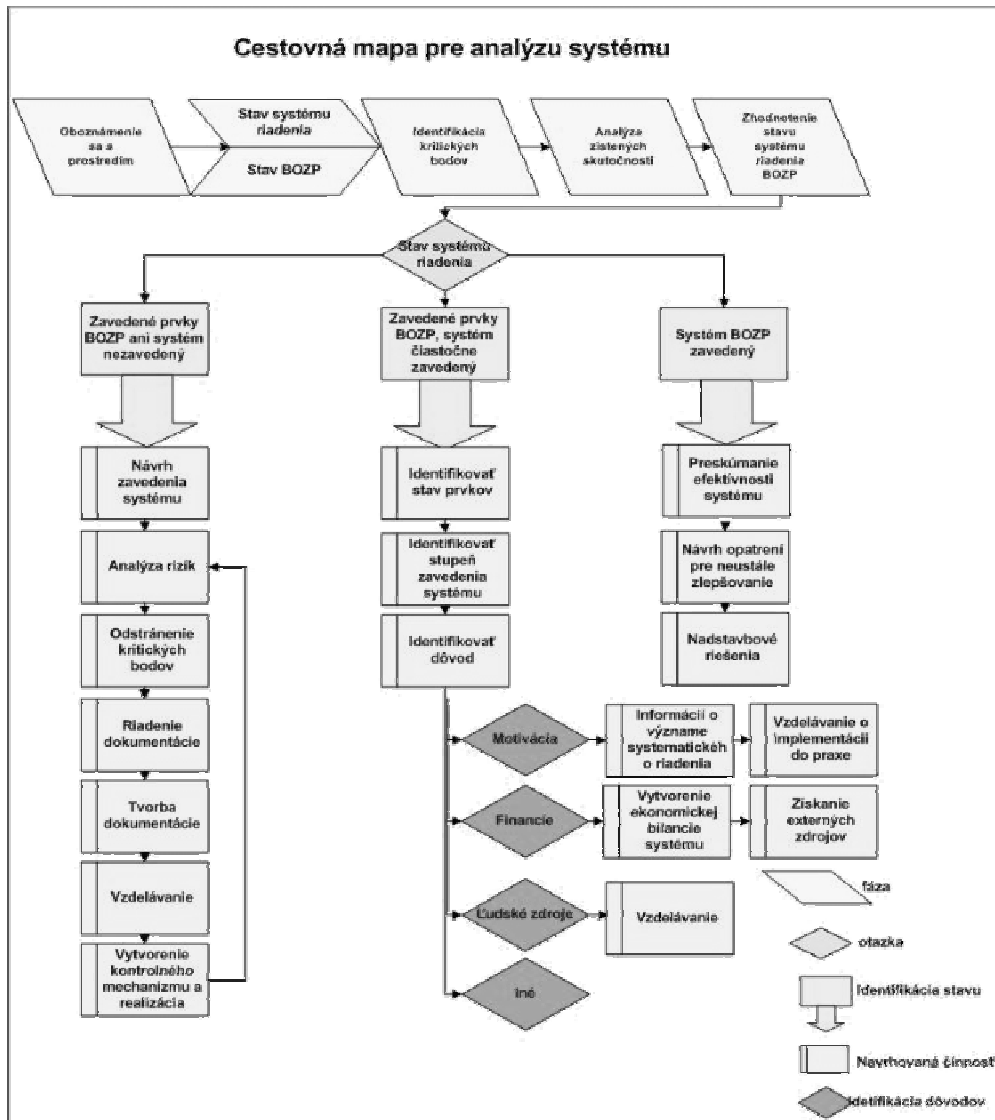 Cestovná mapa pre analýzu systému
Oboznámenie
sa s
prostredím
Stav systému
riadenia
Stav BOZP
Identifikácia
kritických
bodov
Analýza
zistených
skutočností
Zhodnotenie
stavu
systému
riadenia
BOZP
Stav systému
riadenia
Zavedené prvky
BOZP ani systém
nezavedený
Zavedené prvky
BOZP, systém
čiastočne
zavedený
Systém BOZP
zavedený
Návrh
zavedenia
systému
Analýza rizík
Odstránenie
kritických
bodov
Riadenie
dokumentácie
Tvorba
dokumentácie
Vzdelávanie
Vytvorenie
kontrolného
mechanizmu a
realizácia
Identifikovať
stav prvkov
Identifikovať
stupeň
zavedenia
systému
Identifikovať
dôvod
Preskúmanie
efektívnosti
systému
Návrh opatrení
pre neustále
zlepšovanie
Nadstavbové
riešenia
Motivácia
Informácií o
význame
systematickéh
o riadenia
Vzdelávanie o
implementácii
do praxe
Financie
Vytvorenie
ekonomickej
bilancie
systému
Získanie
externých
zdrojov
Ľudské zdroje
Vzdelávanie
Iné
fáza
otázka
Identifikácia stavu
Navrhovaná činnosť
Idetifikácia dôvodov